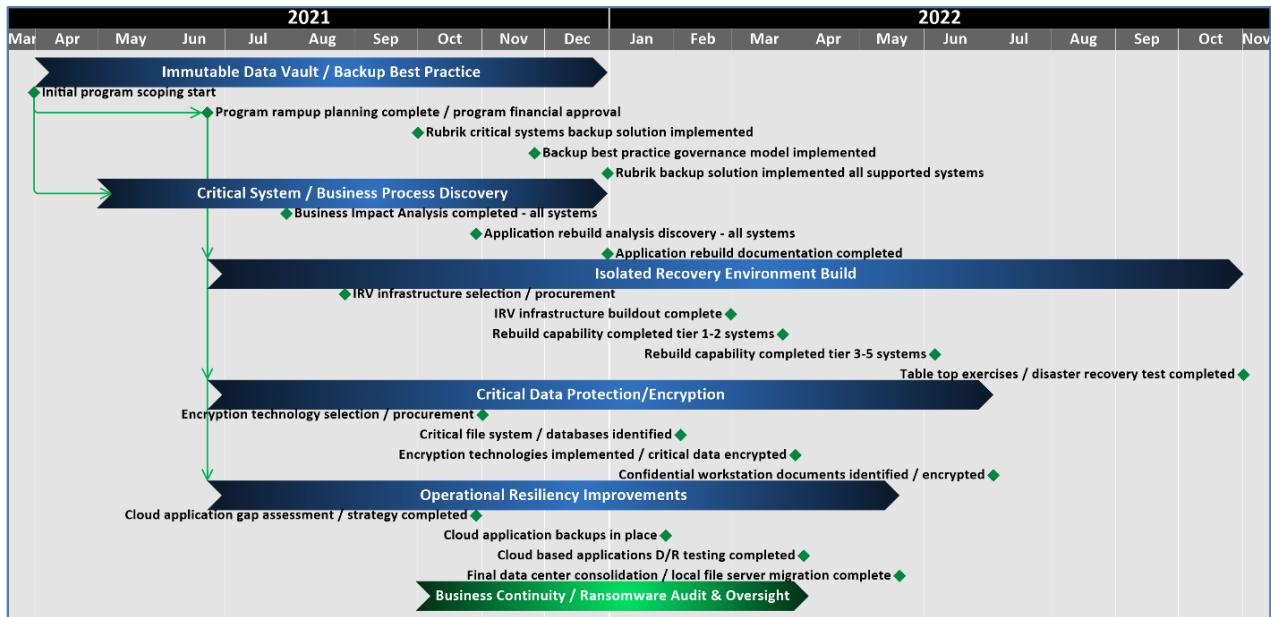 2021 2022
Mar Apr May Jun Jul Aug Sep Oct Nov Dec Jan Feb Mar Apr May Jun Jul Aug Sep Oct Nov
Immutable Data Vault / Backup Best Practice
Initial program scoping start
Program rampup planning complete / program financial approval
Rubrik critical systems backup solution implemented
Backup best practice governance model implemented
Rubrik backup solution implemented all supported systems
Critical System / Business Process Discovery
Business Impact Analysis completed - all systems
Application rebuild analysis discovery - all systems
Application rebuild documentation completed
Isolated Recovery Environment Build
IRV infrastructure selection / procurement
IRV infrastructure buildout complete
Rebuild capability completed tier 1-2 systems
Rebuild capability completed tier 3-5 systems
Table top exercises / disaster recovery test completed
Critical Data Protection/Encryption
Encryption technology selection / procurement
Critical file system / databases identified
Encryption technologies implemented / critical data encrypted
Confidential workstation documents identified / encrypted
Operational Resiliency Improvements
Cloud application gap assessment / strategy completed
Cloud application backups in place
Cloud based applications D/R testing completed
Final data center consolidation / local file server migration complete
Business Continuity / Ransomware Audit & Oversight